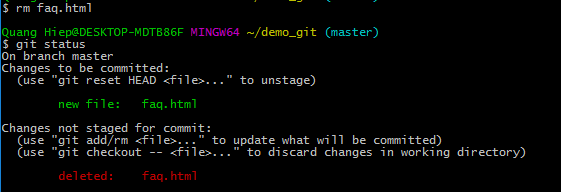 $ rm faq.html
Quang Hiep@DESKTOP-MDTB86F MINGW64 ~/demo_git (master)
$ git status
On branch master
Changes to be committed:
  (use "git reset HEAD <file>..." to unstage)
        new file:   faq.html
Changes not staged for commit:
  (use "git add/rm <file>..." to update what will be committed)
  (use "git checkout -- <file>..." to discard changes in working directory)
        deleted:    faq.html